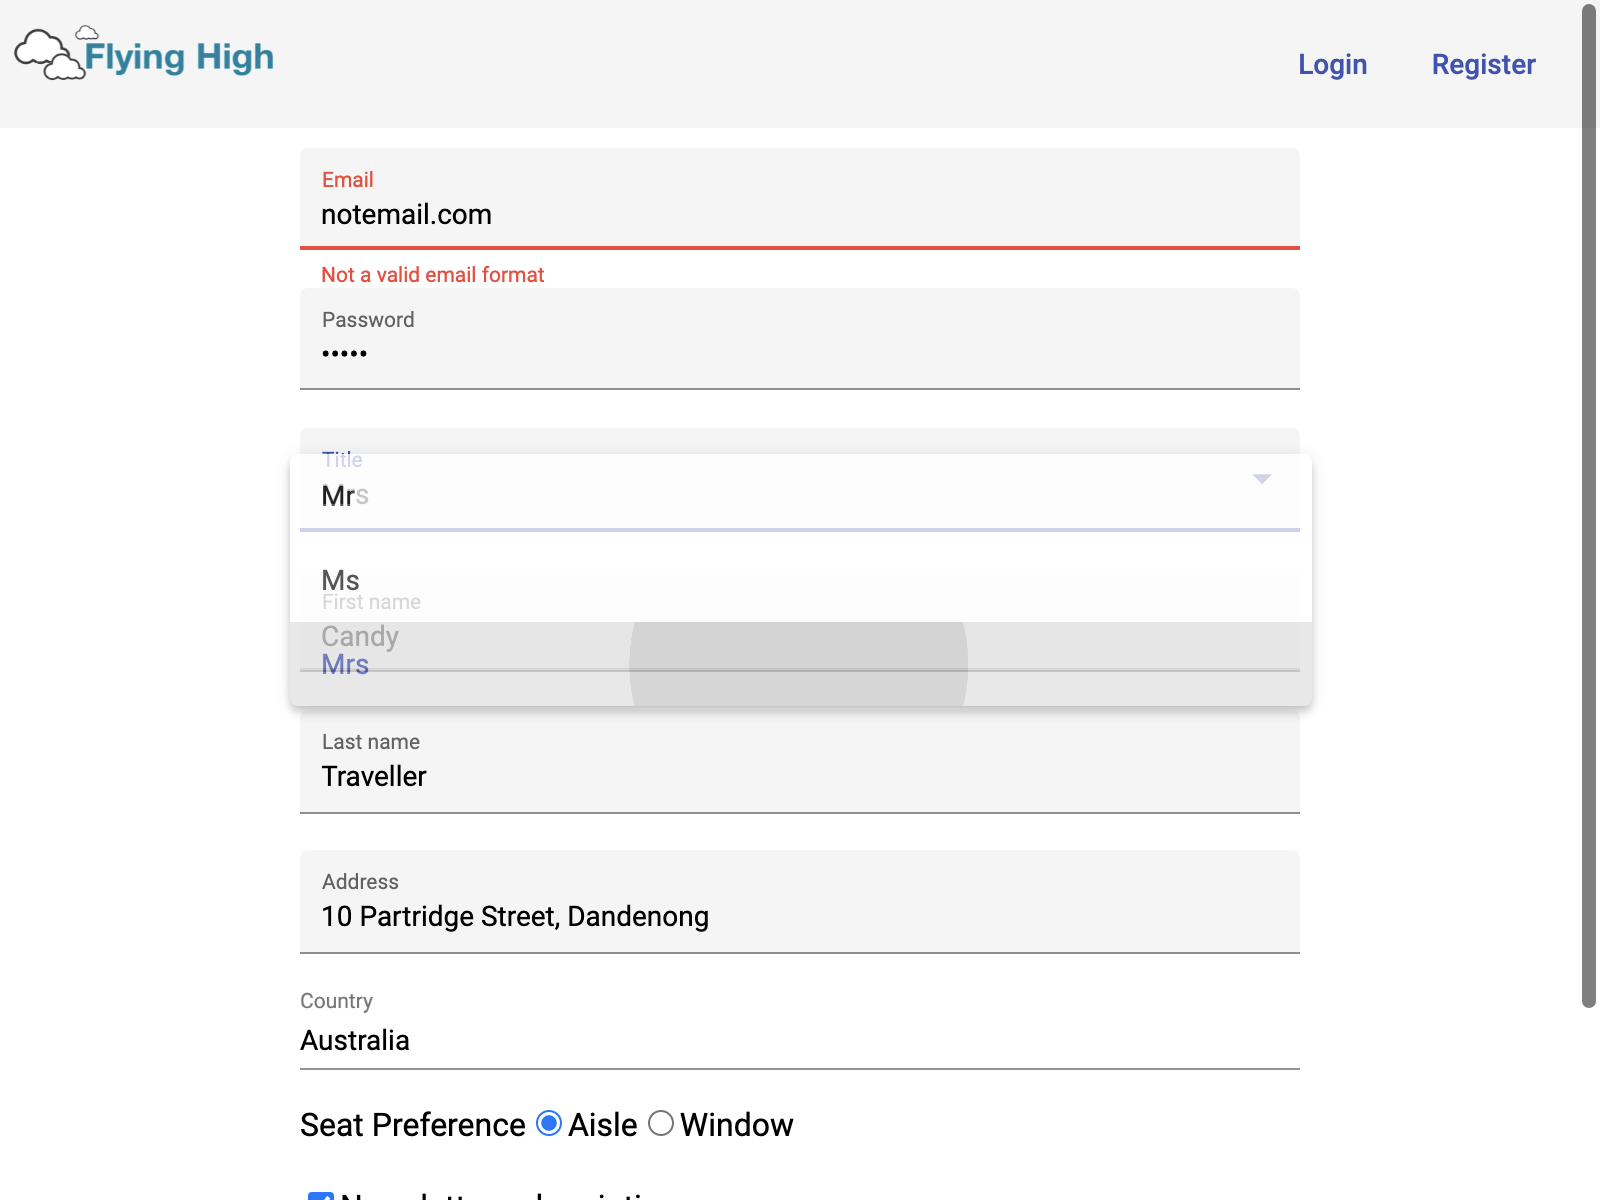 Flying High
Login
Register
Email
notemail.com
Not a valid email format
Password
•••••
Title
Mrs
Mr
Ms
First name
Candy
Mrs
Last name
Traveller
Address
10 Partridge Street, Dandenong
Country
Australia
Seat Preference Aisle Window